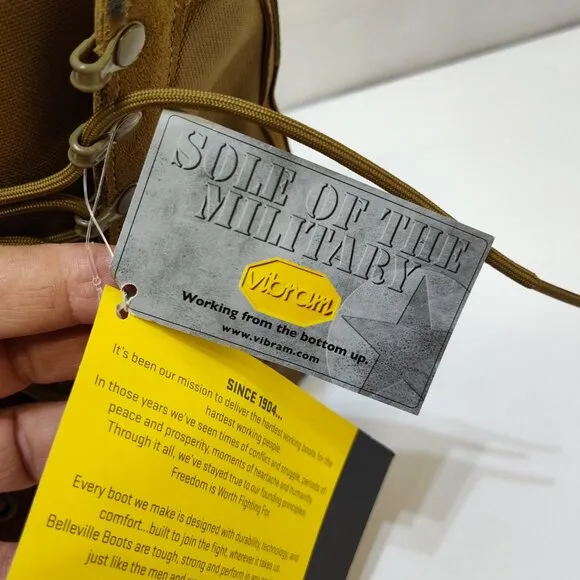 SOLE OF THE
MILITARY
vibram
Working from the bottom up.
www.vibram.com
SINCE 1904...
It's been our mission to deliver the hardest working boots for the
hardest working people.
In those years we've seen times of conflict and struggle, periods of
peace and prosperity, moments of heartache and humanity.
Through it all, we've stayed true to our founding principles:
Freedom is Worth Fighting For.
Every boot we make is designed with durability, technology, and
comfort...built to join the fight, wherever it takes us.
Belleville Boots are tough, strong and perform in any
just like the men and